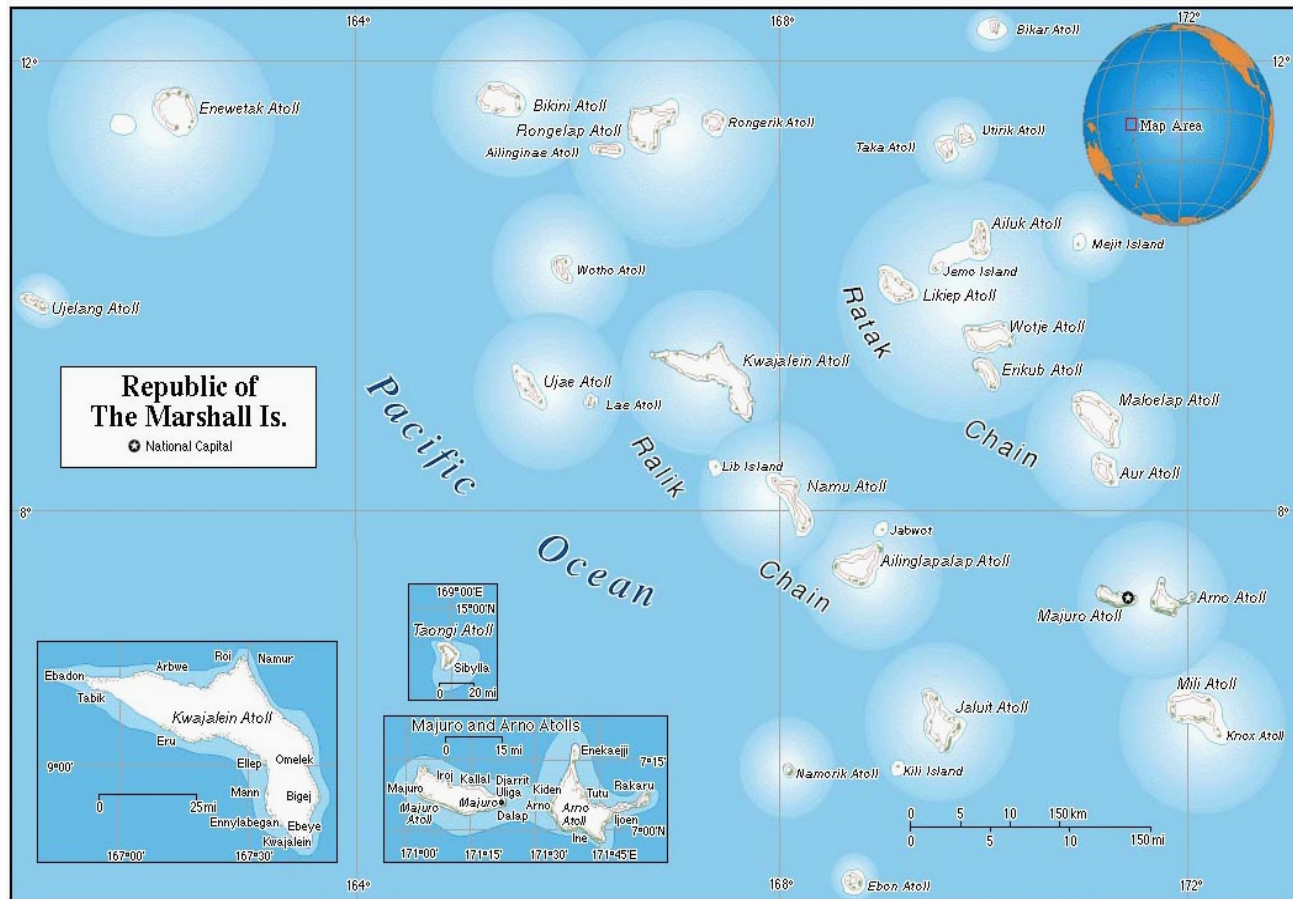 164°
168°
172°
12°
12°
Bikar Atoll
Enewetak Atoll
Bikini Atoll
Rongelap Atoll
Rongerik Atoll
Ailinginae Atoll
Taka Atoll
Utirik Atoll
Map Area
Ailuk Atoll
Mejit Island
Jemo Island
Likiep Atoll
Wotho Atoll
Ujelang Atoll
Ratak
Wotje Atoll
Erikub Atoll
Kwajalein Atoll
Ujae Atoll
Lae Atoll
Maloelap Atoll
Republic of
The Marshall Is.
National Capital
Pacific
Ralik
Chain
Lib Island
Namu Atoll
Aur Atoll
8°
8°
Ocean
Jabwot
Ailinglapalap Atoll
Chain
Majuro Atoll
Arno Atoll
169°00'E
15°00'N
Taongi Atoll
Sibylla
0 20 mi
Roi
Namur
Arbwe
Ebadon
Tabik
Kwajalein Atoll
Eru
Ellep
Omelek
9°00'
Mann
Bigej
0 25mi
Ennylabegan
Ebeye
Kwajalein
167°00'
167°30'
Majuro and Arno Atolls
0 15 mi
Enekaejji
7°15'
Iroj
Kallal
Djarrit
Rakaru
Majuro
Uliga
Kiden
Tutu
Majuro
Majuro Atoll
Dalap
Arno
Arno Atoll
Ijoen
Ine
7°00'N
171°00'
171°15'
171°30'
171°45'E
Mili Atoll
Jaluit Atoll
Knox Atoll
Namorik Atoll
Kili Island
0 5 10 150 km
0 5 10 150 mi
164°
168°
172°
Ebon Atoll